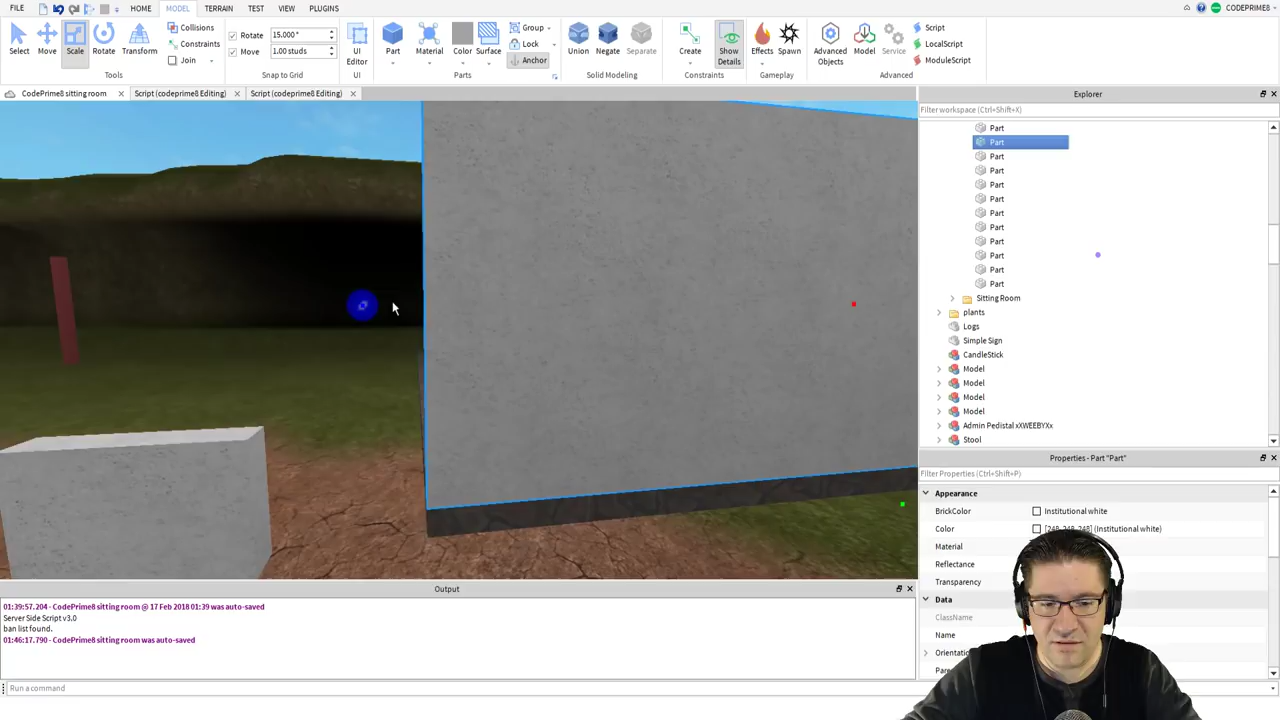 FILE HOME MODEL TERRAIN TEST VIEW PLUGINS CODEPRIME8
Select Move Scale Rotate Transform
Collisions
Constraints
Join
Tools
Rotate 15.000°
Move 1.00 studs
Snap to Grid
UI Editor
UI
Part Material Color Surface
Group
Lock
Anchor
Parts
Union Negate Separate
Solid Modeling
Create Show Details
Constraints
Effects Spawn
Gameplay
Advanced Objects Model Service
Script
LocalScript
ModuleScript
Advanced
CodePrime8 sitting room Script (codeprime8 Editing) Script (codeprime8 Editing)
Explorer
Filter workspace (Ctrl+Shift+X)
Part
Part
Part
Part
Part
Part
Part
Part
Part
Part
Part
Part
Sitting Room
plants
Logs
Simple Sign
CandleStick
Model
Model
Model
Model
Admin Pedistal xXWEEBYXx
Stool
Properties - Part "Part"
Filter Properties (Ctrl+Shift+P)
Appearance
BrickColor Institutional white
Color [248, 248, 248] (Institutional white)
Material
Reflectance
Transparency
Data
ClassName
Name
Output
01:39:57.204 - CodePrime8 sitting room @ 17 Feb 2018 01:39 was auto-saved
Server Side Script v3.0
ban list found.
01:46:17.790 - CodePrime8 sitting room was auto-saved
Run a command